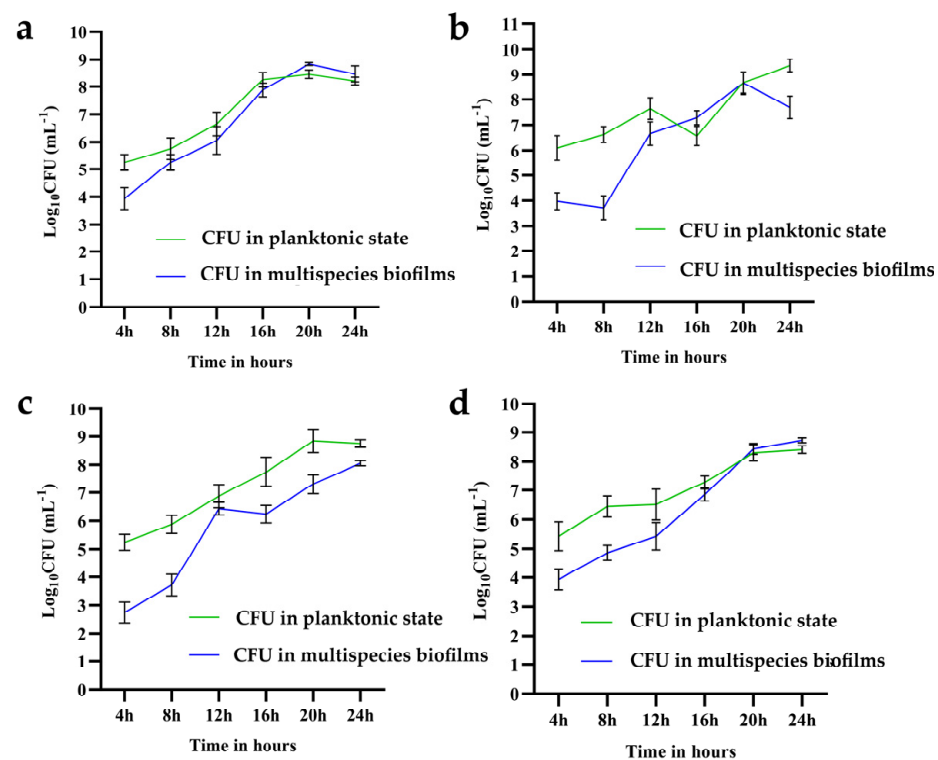 a
Log10CFU (mL-1)
10
9
8
7
6
5
4
3
2
1
0
CFU in planktonic state
CFU in multispecies biofilms
4h 8h 12h 16h 20h 24h
Time in hours
b
Log10CFU (mL-1)
11
10
9
8
7
6
5
4
3
2
1
0
CFU in planktonic state
CFU in multispecies biofilms
4h 8h 12h 16h 20h 24h
Time in hours
c
Log10CFU (mL-1)
10
9
8
7
6
5
4
3
2
1
0
CFU in planktonic state
CFU in multispecies biofilms
4h 8h 12h 16h 20h 24h
Time in hours
d
Log10CFU (mL-1)
10
9
8
7
6
5
4
3
2
1
0
CFU in planktonic state
CFU in multispecies biofilms
4h 8h 12h 16h 20h 24h
Time in hours